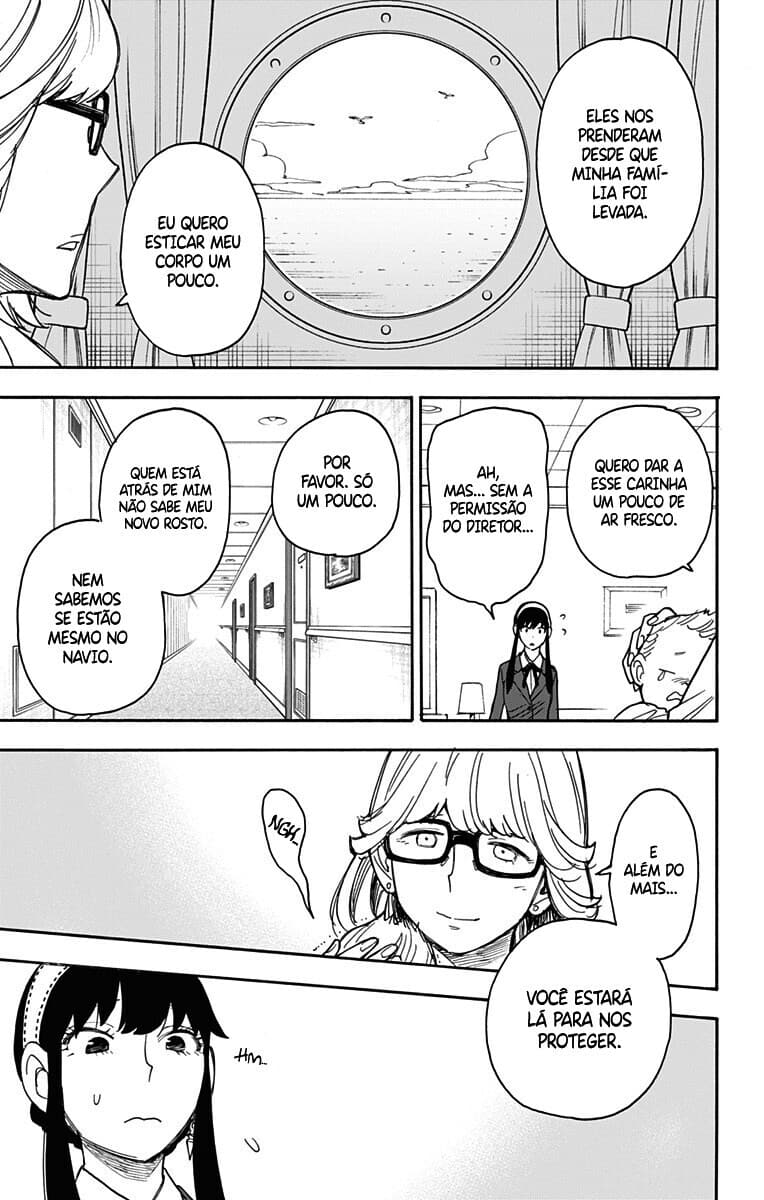 ELES NOS
PRENDERAM
DESDE QUE
MINHA FAMÍ-
LIA FOI
LEVADA.
EU QUERO
ESTICAR MEU
CORPO UM
POUCO.
QUERO DAR A
ESSE CARINHA
UM POUCO DE
AR FRESCO.
AH,
MAS... SEM A
PERMISSÃO
DO DIRETOR...
POR
FAVOR. SÓ
UM POUCO.
QUEM ESTÁ
ATRÁS DE MIM
NÃO SABE MEU
NOVO ROSTO.
NEM
SABEMOS
SE ESTÃO
MESMO NO
NAVIO.
E
ALÉM DO
MAIS...
NGH...
VOCÊ ESTARÁ
LÁ PARA NOS
PROTEGER.
HM...